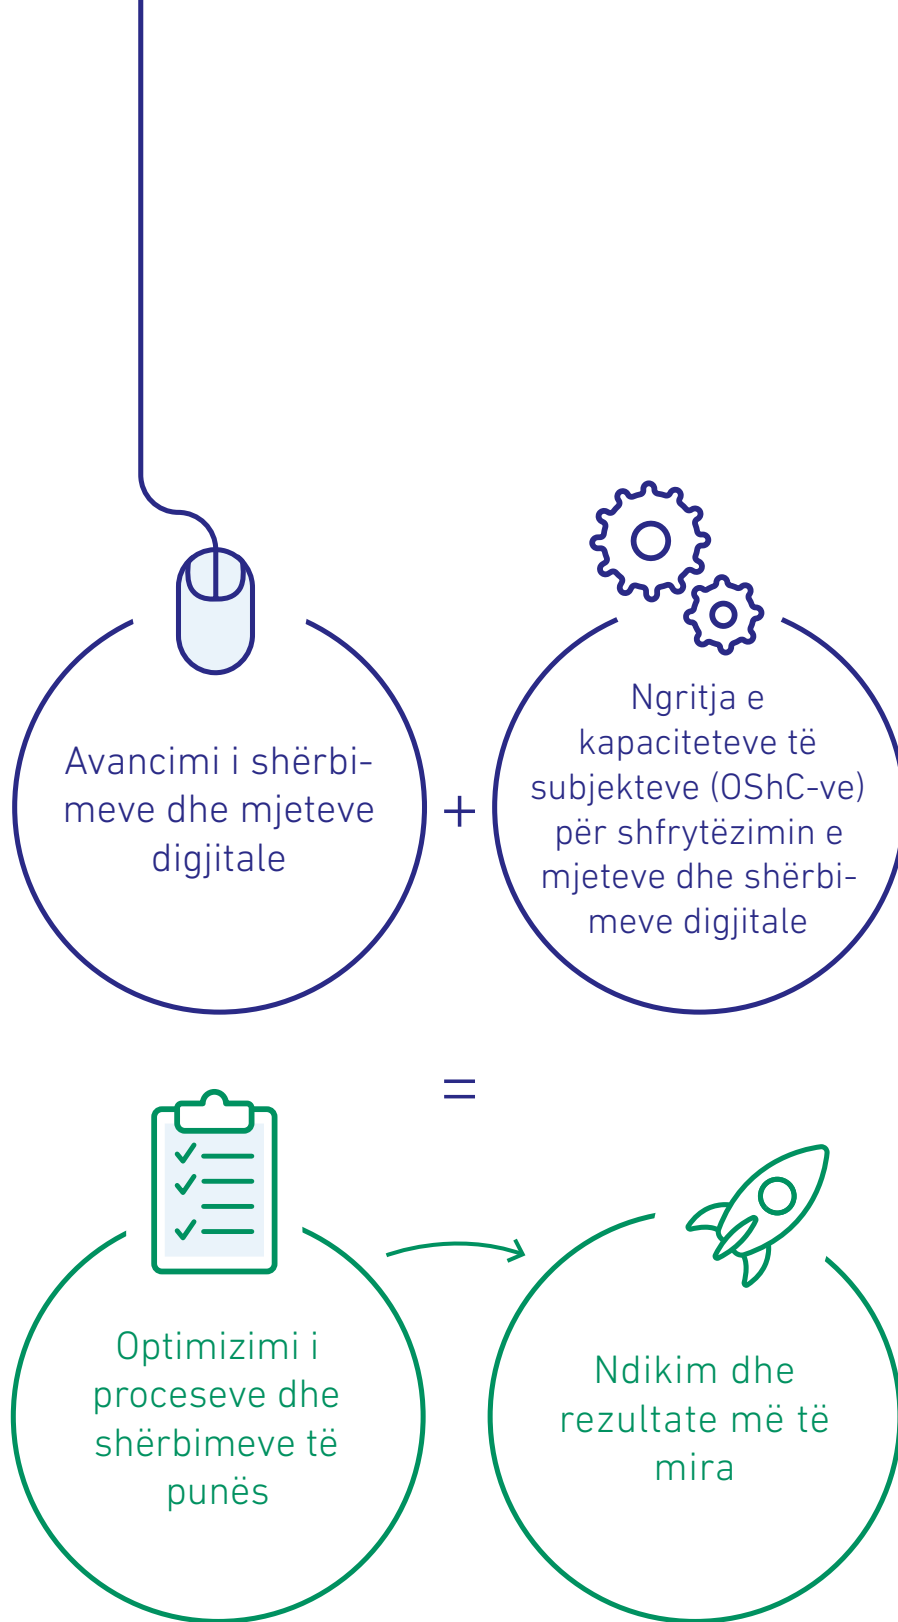 Avancimi i shërbi-
meve dhe mjeteve
digjitale
+
Ngritja e
kapaciteteve të
subjekteve (OShC-ve)
për shfrytëzimin e
mjeteve dhe shërbi-
meve digjitale
=
Optimizimi i
proceseve dhe
shërbimeve të
punës
Ndikim dhe
rezultate më të
mira